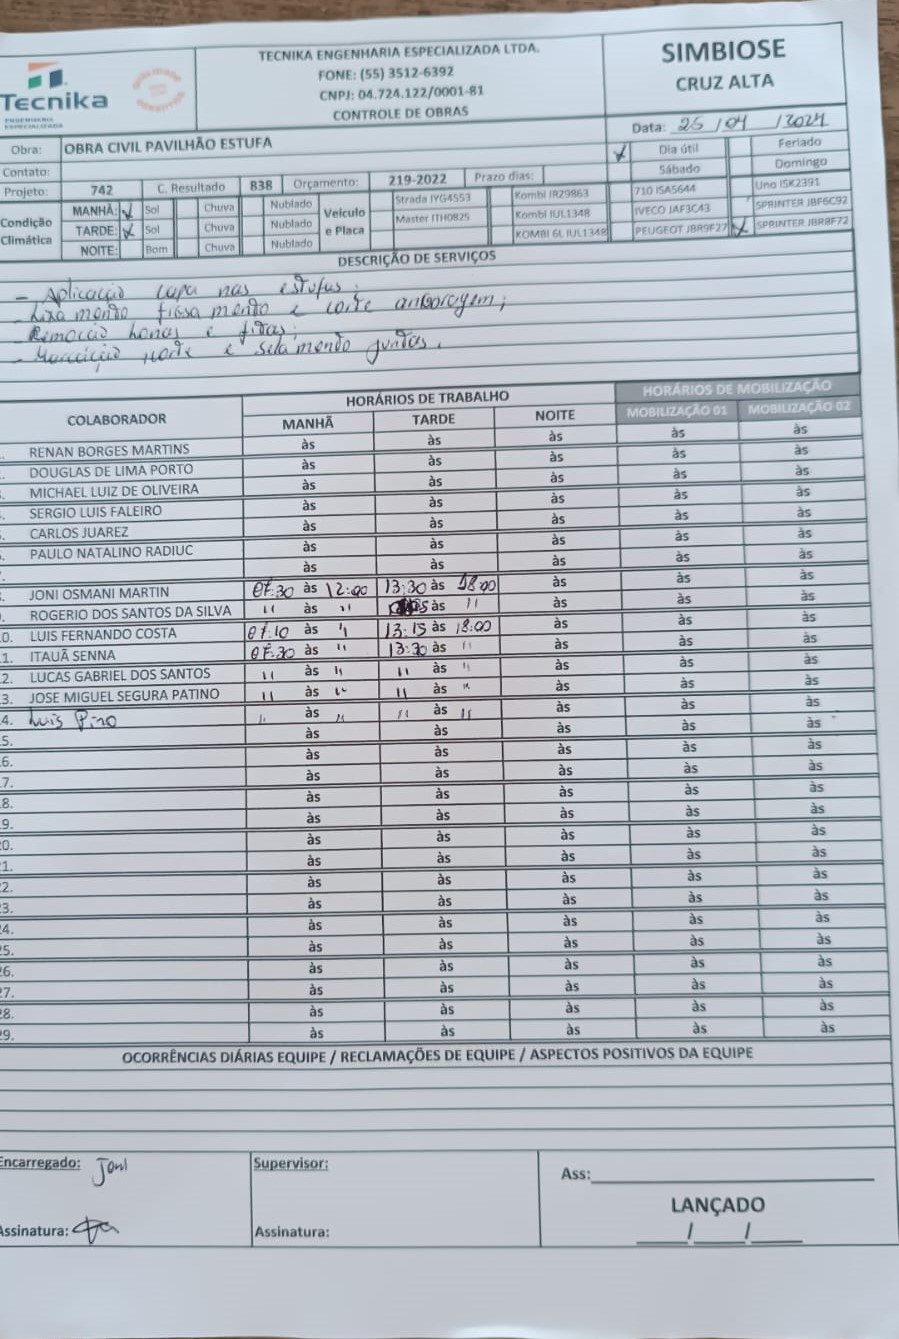 Tecnika
ENGENHARIA
ESPECIALIZADA
TECNIKA ENGENHARIA ESPECIALIZADA LTDA.
FONE: (55) 3512-6392
CNPJ: 04.724.122/0001-81
CONTROLE DE OBRAS
SIMBIOSE
CRUZ ALTA
Data: 25 / 04 / 2024
Obra: OBRA CIVIL PAVILHÃO ESTUFA
Dia útil Feriado
Contato: Sábado Domingo
Projeto: 742 C. Resultado 838 Orçamento: 219-2022 Prazo dias:
Condição Climática
MANHÃ: Sol Chuva Nublado
TARDE: Sol Chuva Nublado
NOITE: Bom Chuva Nublado
Veículo e Placa
Strada IYG4553 Kombi IRZ9863 710 ISA5644 Uno ISK2391
Master ITH0825 Kombi IUL1348 IVECO JAF3C43 SPRINTER JBF6C92
KOMBI 6L IUL1348 PEUGEOT JBR9F27 SPRINTER JBR8F72
DESCRIÇÃO DE SERVIÇOS
- Aplicação capa nas estufas;
- Lixamento e corte ancoragem;
- Remoção lonas e fitas;
- norte e selamendo juntas.
COLABORADOR HORÁRIOS DE TRABALHO HORÁRIOS DE MOBILIZAÇÃO
MANHÃ TARDE NOITE MOBILIZAÇÃO 01 MOBILIZAÇÃO 02
RENAN BORGES MARTINS às às às às às
DOUGLAS DE LIMA PORTO às às às às às
MICHAEL LUIZ DE OLIVEIRA às às às às às
SERGIO LUIS FALEIRO às às às às às
CARLOS JUAREZ às às às às às
PAULO NATALINO RADIUC às às às às às
às às às às às
JONI OSMANI MARTIN 07:30 às 12:00 13:30 às 18:00 às às às
ROGERIO DOS SANTOS DA SILVA " às " às " às às às
0. LUIS FERNANDO COSTA 07:10 às " 13:15 às 18:00 às às às
1. ITAUÃ SENNA 07:30 às " 13:30 às " às às às
2. LUCAS GABRIEL DOS SANTOS " às " " às " às às às
3. JOSE MIGUEL SEGURA PATINO " às " " às " às às às
4. Luis Pino " às " " às " às às às
5. às às às às às
6. às às às às às
7. às às às às às
8. às às às às às
9. às às às às às
20. às às às às às
21. às às às às às
22. às às às às às
23. às às às às às
24. às às às às às
25. às às às às às
26. às às às às às
27. às às às às às
28. às às às às às
29. às às às às às
OCORRÊNCIAS DIÁRIAS EQUIPE / RECLAMAÇÕES DE EQUIPE / ASPECTOS POSITIVOS DA EQUIPE
Encarregado: Joni
Supervisor:
Ass:
LANÇADO
Assinatura:
Assinatura:
/ /